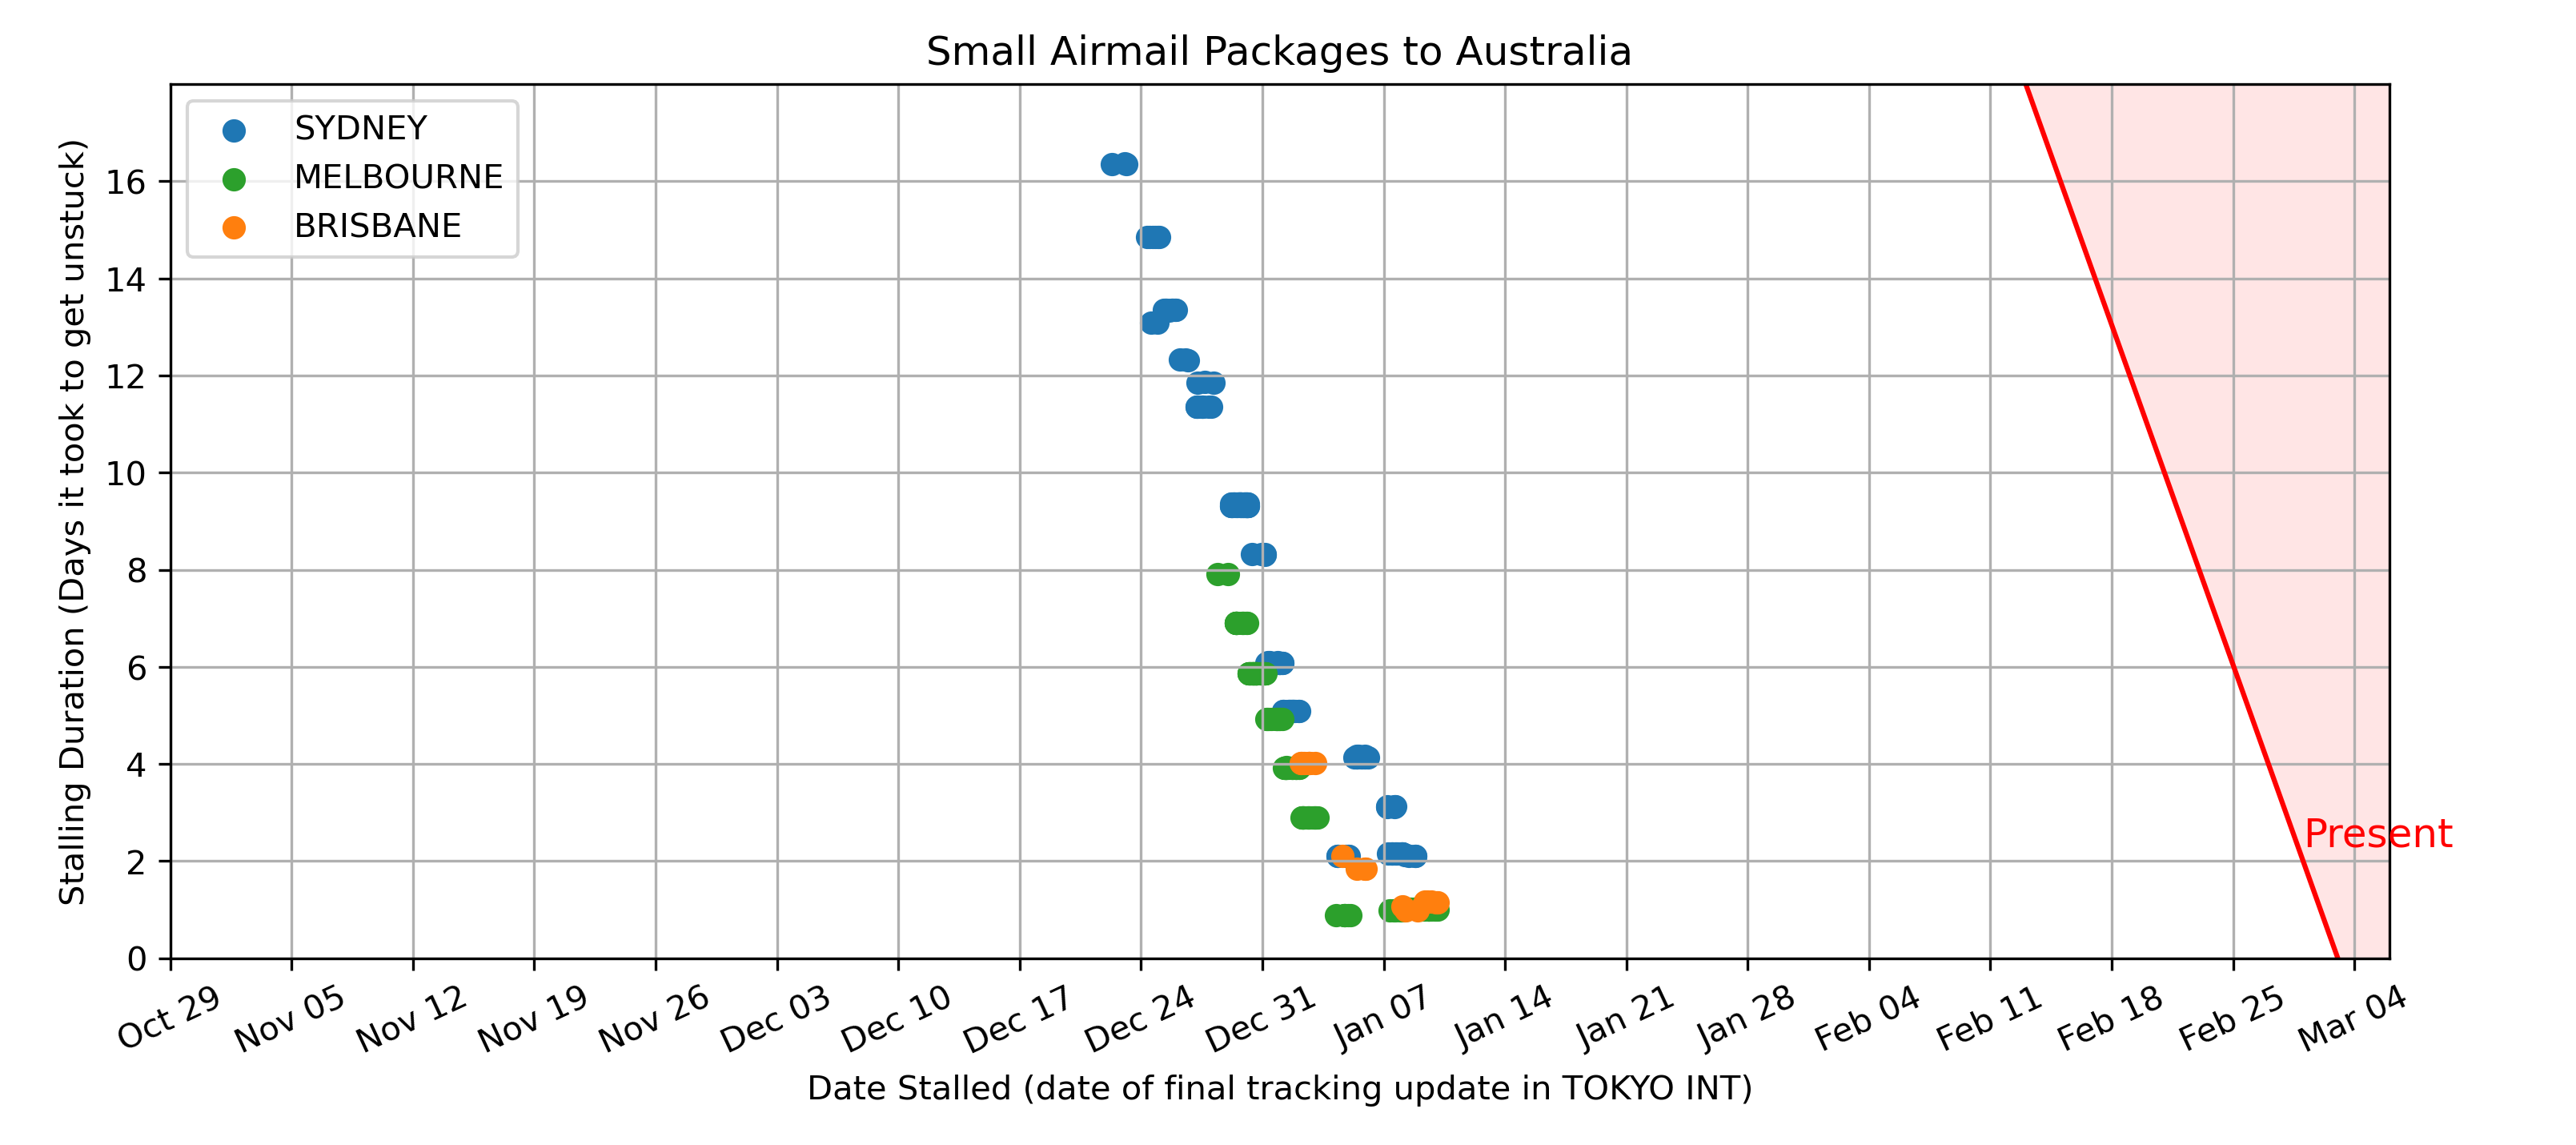 Small Airmail Packages to Australia
SYDNEY
MELBOURNE
BRISBANE
Stalling Duration (Days it took to get unstuck)
16
14
12
10
8
6
4
2
0
Present
Oct 29 Nov 05 Nov 12 Nov 19 Nov 26 Dec 03 Dec 10 Dec 17 Dec 24 Dec 31 Jan 07 Jan 14 Jan 21 Jan 28 Feb 04 Feb 11 Feb 18 Feb 25 Mar 04
Date Stalled (date of final tracking update in TOKYO INT)